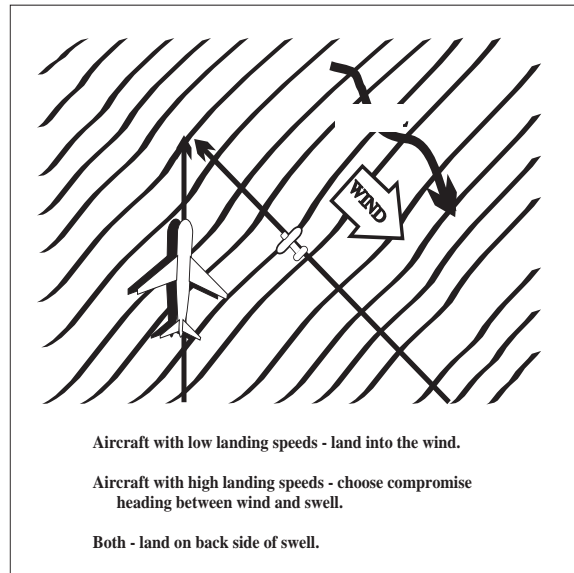 WIND
Aircraft with low landing speeds - land into the wind.
Aircraft with high landing speeds - choose compromise
heading between wind and swell.
Both - land on back side of swell.